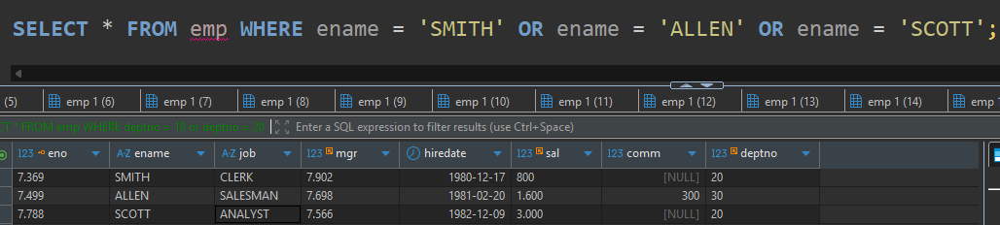 SELECT * FROM emp WHERE ename = 'SMITH' OR ename = 'ALLEN' OR ename = 'SCOTT';
(5) emp 1 (6) emp 1 (7) emp 1 (8) emp 1 (9) emp 1 (10) emp 1 (11) emp 1 (12) emp 1 (13) emp 1 (14) emp
CT * FROM emp WHERE deptno = 10 or deptno = 20 Enter a SQL expression to filter results (use Ctrl+Space)
123 eno A-Z ename A-Z job 123 mgr hiredate 123 sal 123 comm 123 deptno
7.369 SMITH CLERK 7.902 1980-12-17 800 [NULL] 20
7.499 ALLEN SALESMAN 7.698 1981-02-20 1.600 300 30
7.788 SCOTT ANALYST 7.566 1982-12-09 3.000 [NULL] 20